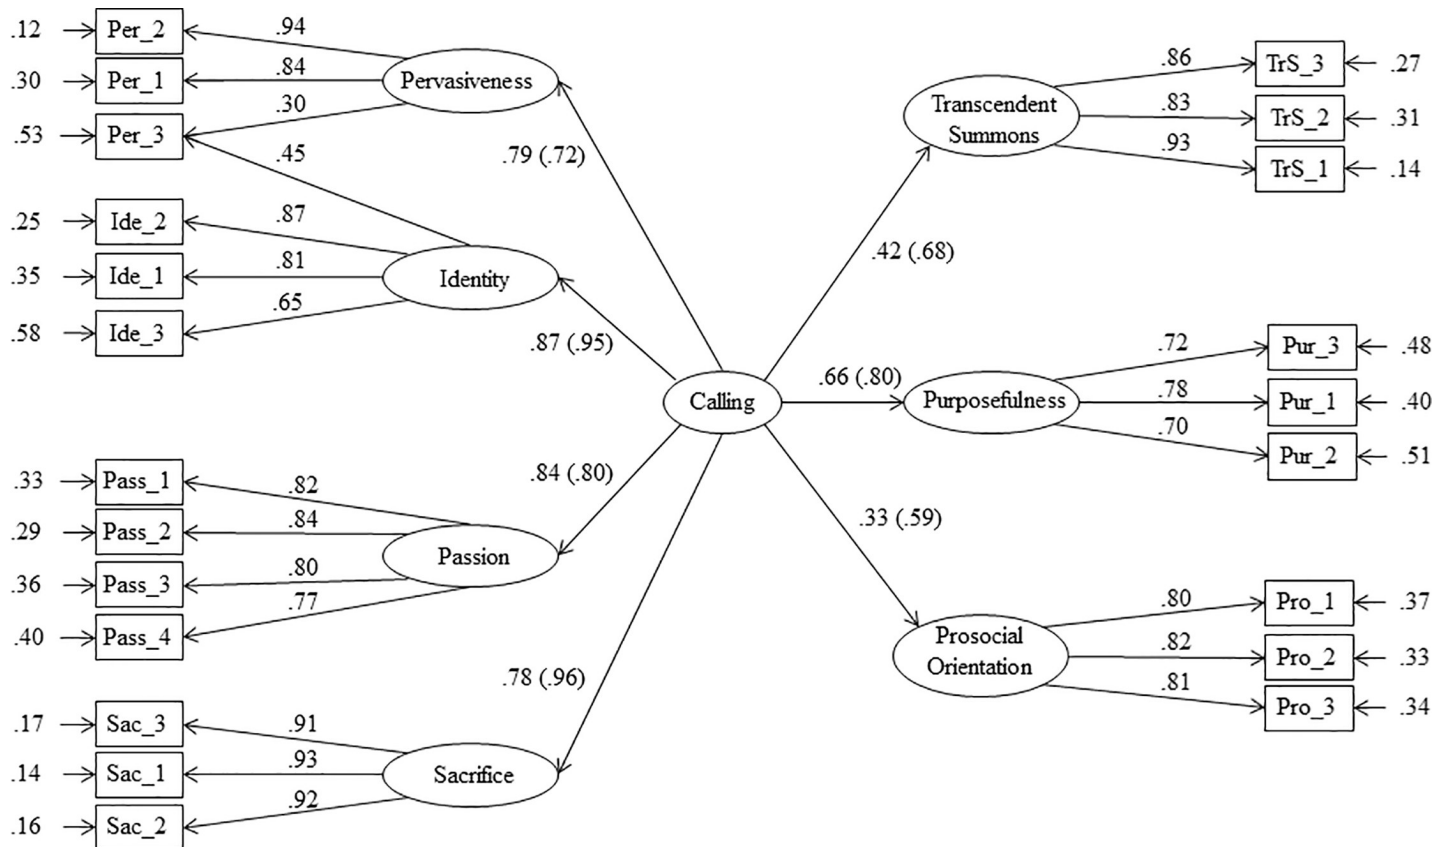 .12 Per_2 .94
.30 Per_1 .84
.53 Per_3 .30
Pervasiveness
.45
.79 (.72)
.25 Ide_2 .87
.35 Ide_1 .81
.58 Ide_3 .65
Identity
.87 (.95)
Calling
.33 Pass_1 .82
.29 Pass_2 .84
.36 Pass_3 .80
.40 Pass_4 .77
Passion
.84 (.80)
.17 Sac_3 .91
.14 Sac_1 .93
.16 Sac_2 .92
Sacrifice
.78 (.96)
Transcendent
Summons
.42 (.68)
.86 TrS_3 .27
.83 TrS_2 .31
.93 TrS_1 .14
.66 (.80)
Purposefulness
.72 Pur_3 .48
.78 Pur_1 .40
.70 Pur_2 .51
.33 (.59)
Prosocial
Orientation
.80 Pro_1 .37
.82 Pro_2 .33
.81 Pro_3 .34